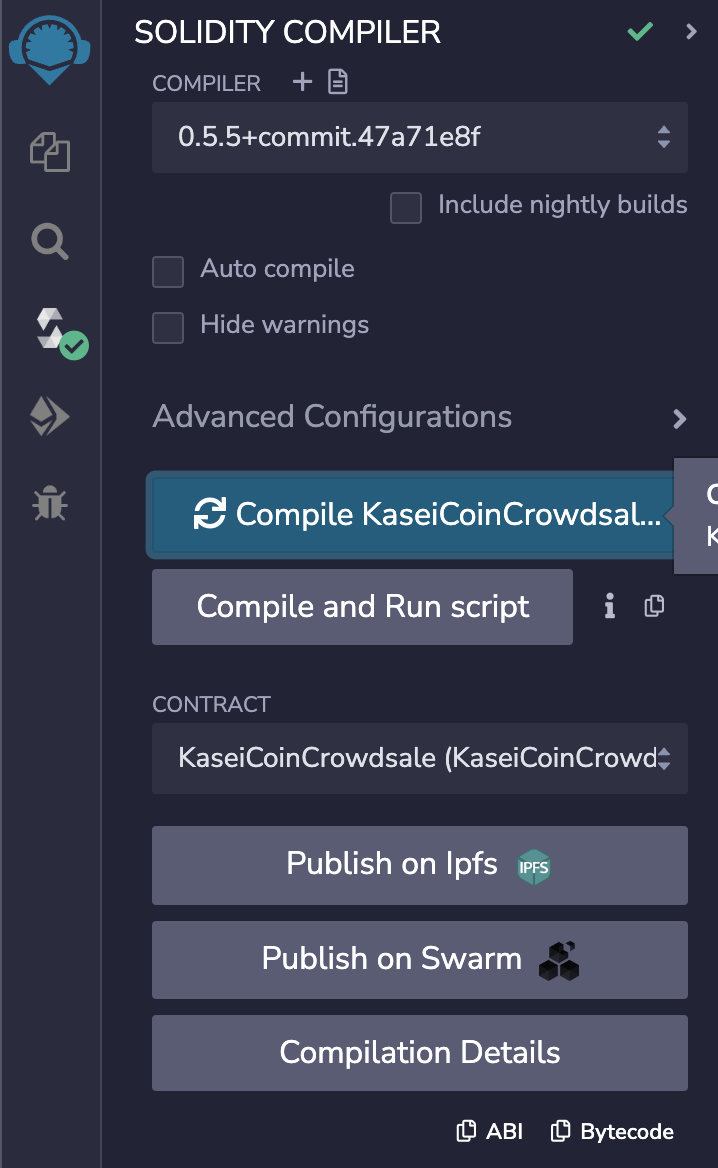 SOLIDITY COMPILER
COMPILER
0.5.5+commit.47a71e8f
Include nightly builds
Auto compile
Hide warnings
Advanced Configurations
Compile KaseiCoinCrowdsal...
Compile and Run script
CONTRACT
KaseiCoinCrowdsale (KaseiCoinCrowd
Publish on Ipfs IPFS
Publish on Swarm
Compilation Details
ABI Bytecode